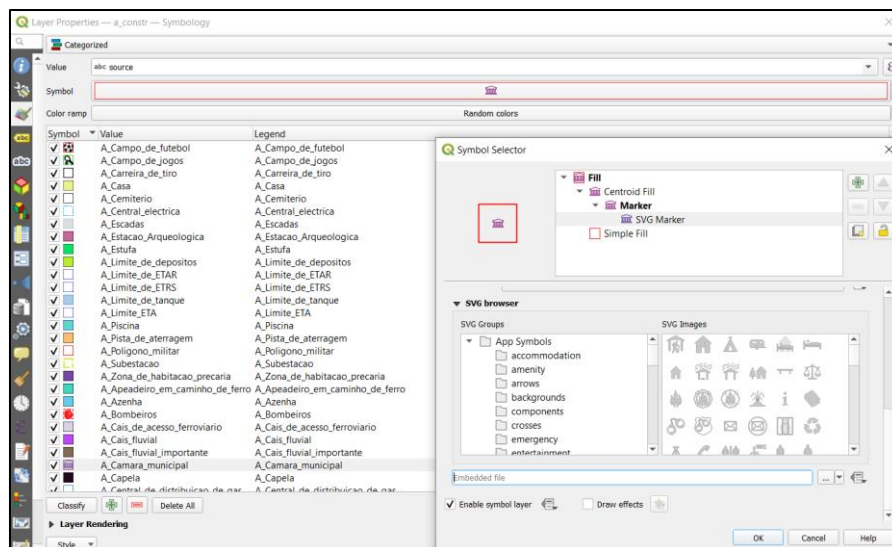 Layer Properties — a_constr — Symbology
Categorized
Value
abc source
Symbol
Color ramp
Random colors
Symbol Value Legend
A_Campo_de_futebol A_Campo_de_futebol
A_Campo_de_jogos A_Campo_de_jogos
A_Carreira_de_tiro A_Carreira_de_tiro
A_Casa A_Casa
A_Cemiterio A_Cemiterio
A_Central_electrica A_Central_electrica
A_Escadas A_Escadas
A_Estacao_Arqueologica A_Estacao_Arqueologica
A_Estufa A_Estufa
A_Limite_de_depositos A_Limite_de_depositos
A_Limite_de_ETAR A_Limite_de_ETAR
A_Limite_de_ETRS A_Limite_de_ETRS
A_Limite_de_tanque A_Limite_de_tanque
A_Limite_ETA A_Limite_ETA
A_Piscina A_Piscina
A_Pista_de_aterragem A_Pista_de_aterragem
A_Poligono_militar A_Poligono_militar
A_Subestacao A_Subestacao
A_Zona_de_habitacao_precaria A_Zona_de_habitacao_precaria
A_Apeadeiro_em_caminho_de_ferro A_Apeadeiro_em_caminho_de_ferro
A_Azenha A_Azenha
A_Bombeiros A_Bombeiros
A_Cais_de_acesso_ferroviario A_Cais_de_acesso_ferroviario
A_Cais_fluvial A_Cais_fluvial
A_Cais_fluvial_importante A_Cais_fluvial_importante
A_Camara_municipal A_Camara_municipal
A_Capela A_Capela
A_Central_de_distribuicao_de_gas A_Central_de_distribuicao_de_gas
Classify
Delete All
Layer Rendering
Style
abc
abc
Symbol Selector
Fill
Centroid Fill
Marker
SVG Marker
Simple Fill
SVG browser
SVG Groups
SVG Images
App Symbols
accommodation
amenity
arrows
backgrounds
components
crosses
emergency
entertainment
Embedded file
...
Enable symbol layer
Draw effects
OK
Cancel
Help